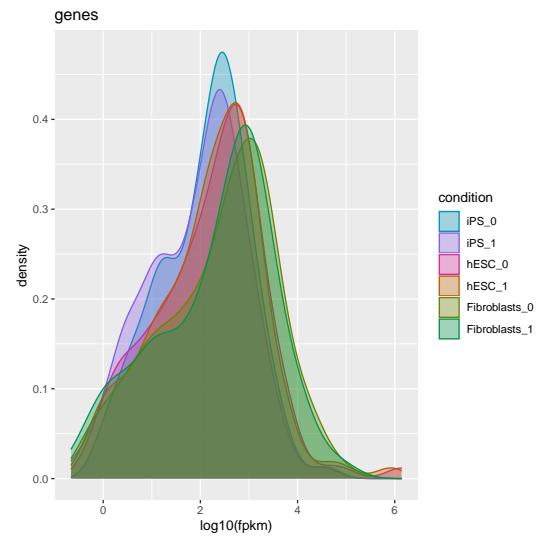 genes
density
0.4
0.3
0.2
0.1
0.0
0 2 4 6
log10(fpkm)
condition
iPS_0
iPS_1
hESC_0
hESC_1
Fibroblasts_0
Fibroblasts_1